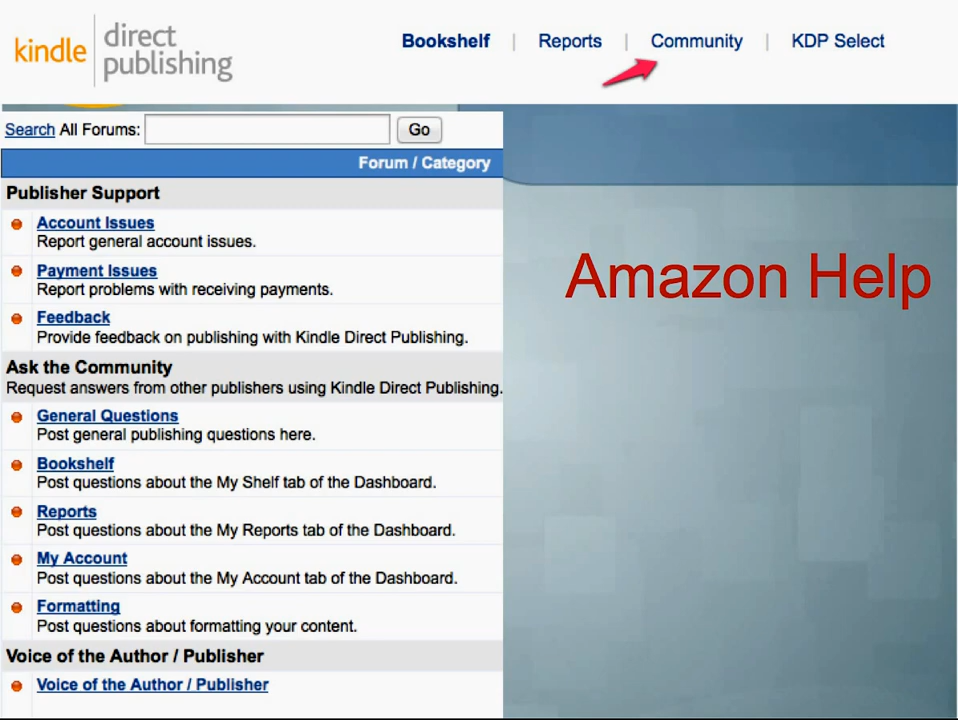 kindle direct publishing
Bookshelf | Reports | Community | KDP Select
Search All Forums: Go
Forum / Category
Publisher Support
Account Issues
Report general account issues.
Payment Issues
Report problems with receiving payments.
Feedback
Provide feedback on publishing with Kindle Direct Publishing.
Ask the Community
Request answers from other publishers using Kindle Direct Publishing.
General Questions
Post general publishing questions here.
Bookshelf
Post questions about the My Shelf tab of the Dashboard.
Reports
Post questions about the My Reports tab of the Dashboard.
My Account
Post questions about the My Account tab of the Dashboard.
Formatting
Post questions about formatting your content.
Voice of the Author / Publisher
Voice of the Author / Publisher
Amazon Help